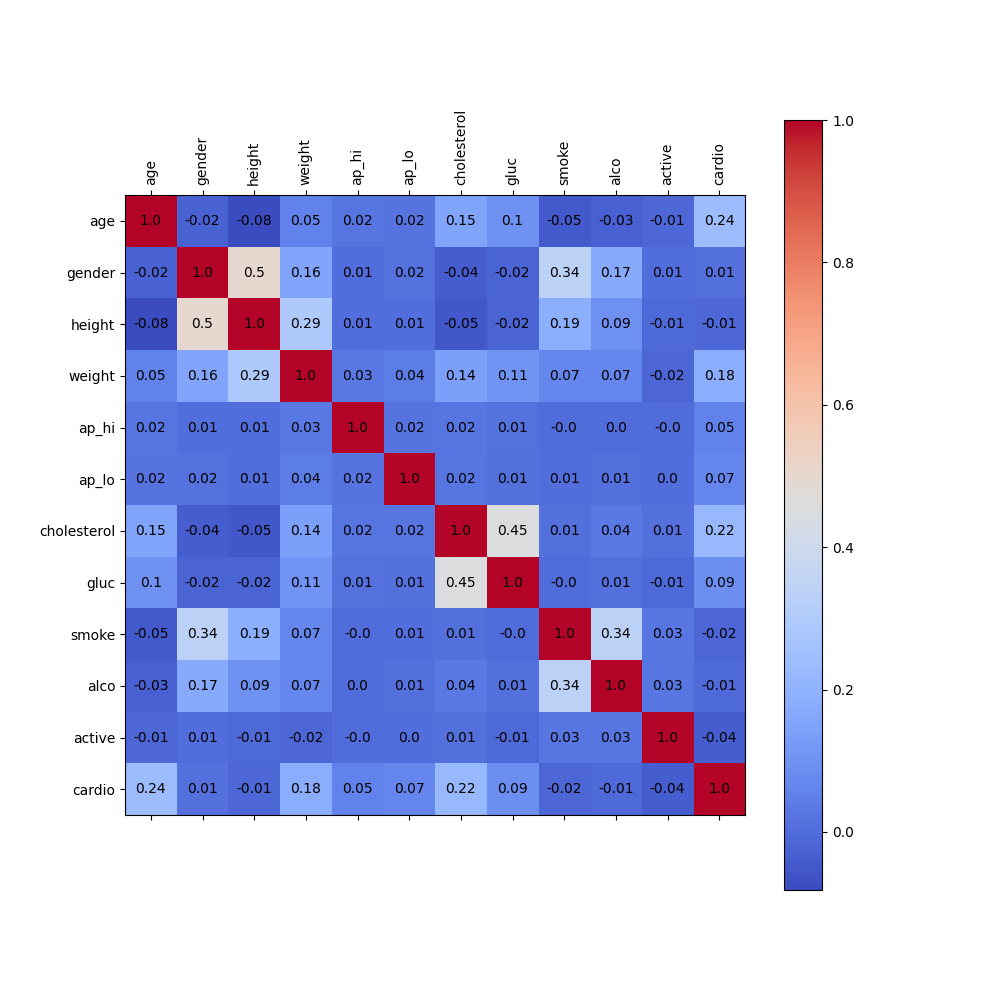 age gender height weight ap_hi ap_lo cholesterol gluc smoke alco active cardio
age 1.0 -0.02 -0.08 0.05 0.02 0.02 0.15 0.1 -0.05 -0.03 -0.01 0.24
gender -0.02 1.0 0.5 0.16 0.01 0.02 -0.04 -0.02 0.34 0.17 0.01 0.01
height -0.08 0.5 1.0 0.29 0.01 0.01 -0.05 -0.02 0.19 0.09 -0.01 -0.01
weight 0.05 0.16 0.29 1.0 0.03 0.04 0.14 0.11 0.07 0.07 -0.02 0.18
ap_hi 0.02 0.01 0.01 0.03 1.0 0.02 0.02 0.01 -0.0 0.0 -0.0 0.05
ap_lo 0.02 0.02 0.01 0.04 0.02 1.0 0.02 0.01 0.01 0.01 0.0 0.07
cholesterol 0.15 -0.04 -0.05 0.14 0.02 0.02 1.0 0.45 0.01 0.04 0.01 0.22
gluc 0.1 -0.02 -0.02 0.11 0.01 0.01 0.45 1.0 -0.0 0.01 -0.01 0.09
smoke -0.05 0.34 0.19 0.07 -0.0 0.01 0.01 -0.0 1.0 0.34 0.03 -0.02
alco -0.03 0.17 0.09 0.07 0.0 0.01 0.04 0.01 0.34 1.0 0.03 -0.01
active -0.01 0.01 -0.01 -0.02 -0.0 0.0 0.01 -0.01 0.03 0.03 1.0 -0.04
cardio 0.24 0.01 -0.01 0.18 0.05 0.07 0.22 0.09 -0.02 -0.01 -0.04 1.0
1.0
0.8
0.6
0.4
0.2
0.0